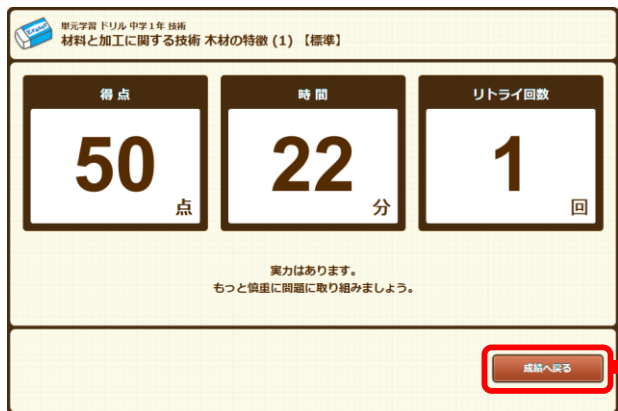 Eraser
単元学習 ドリル 中学1年 技術
材料と加工に関する技術 木材の特徴 (1) 【標準】
得点
時間
リトライ回数
50
点
22
分
1
回
実力はあります。
もっと慎重に問題に取り組みましょう。
成績へ戻る